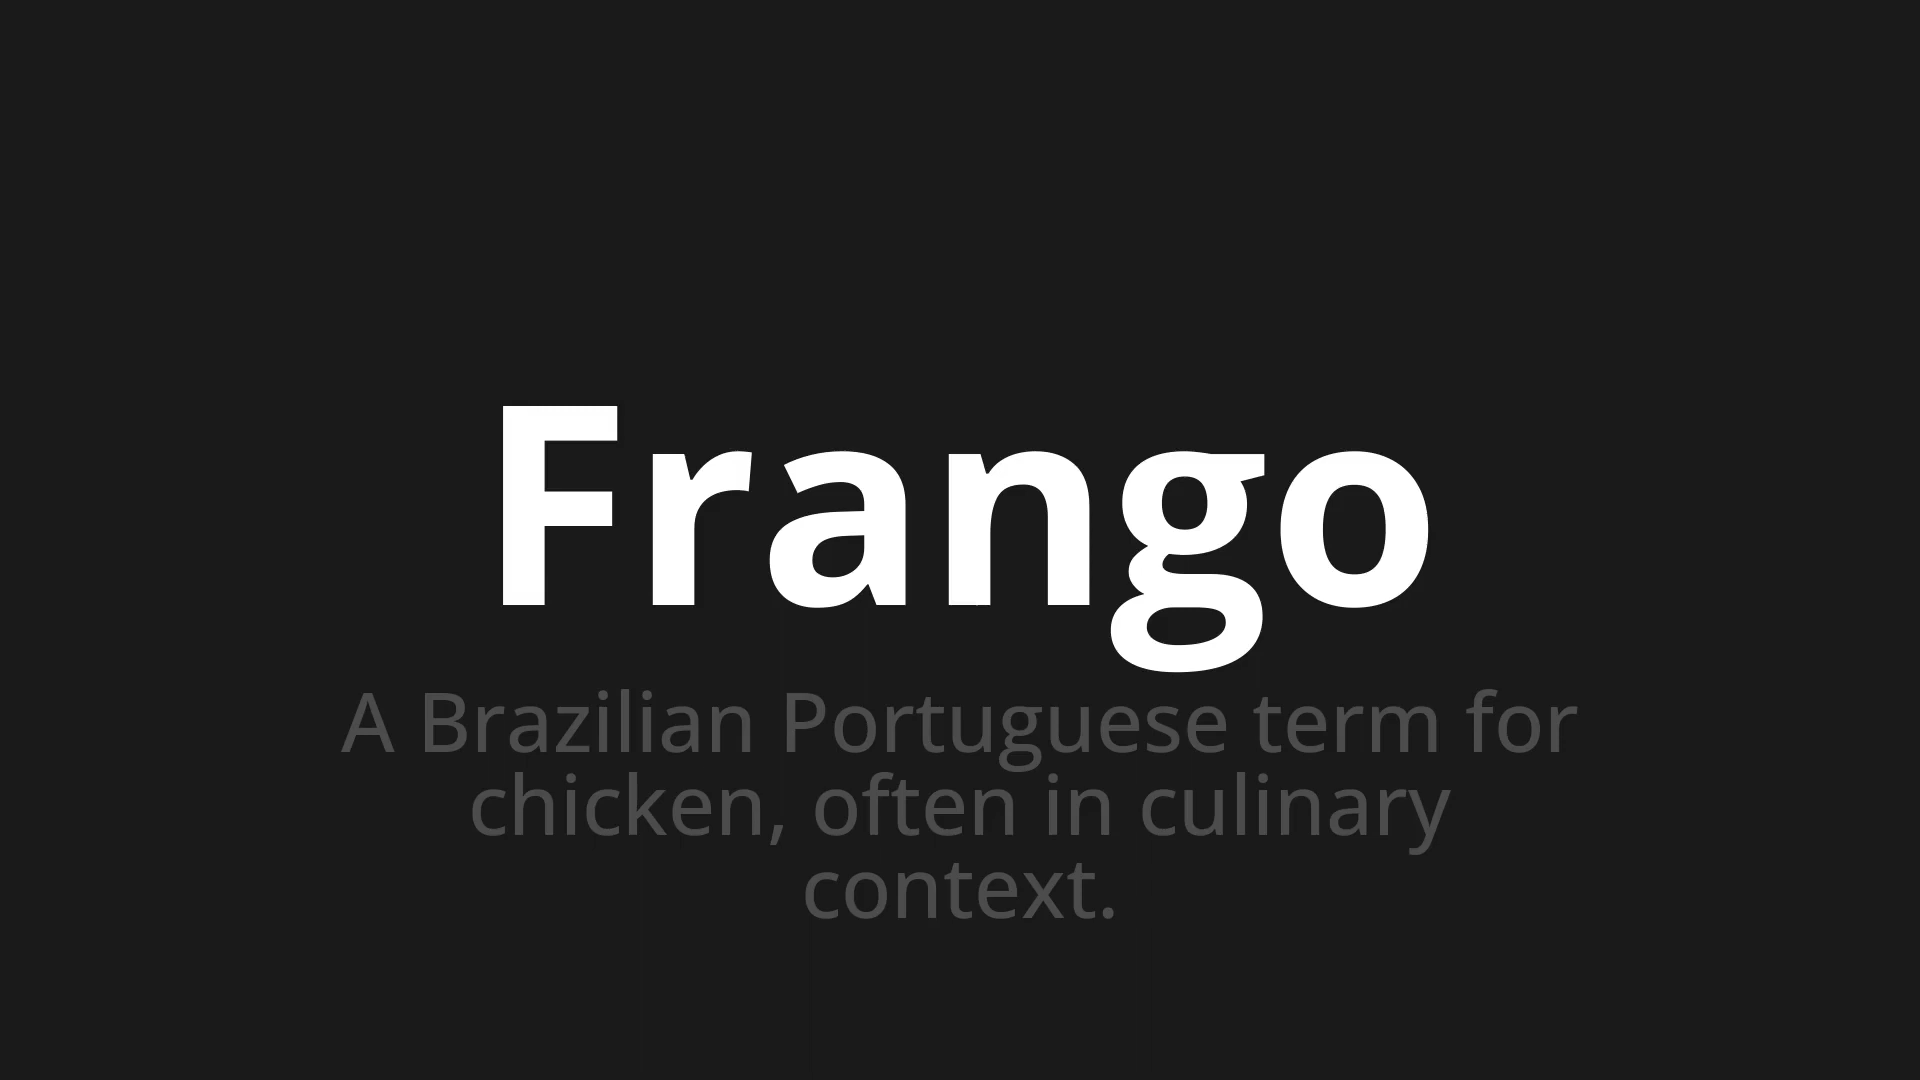 Frango
A Brazilian Portuguese term for
chicken, often in culinary
context.